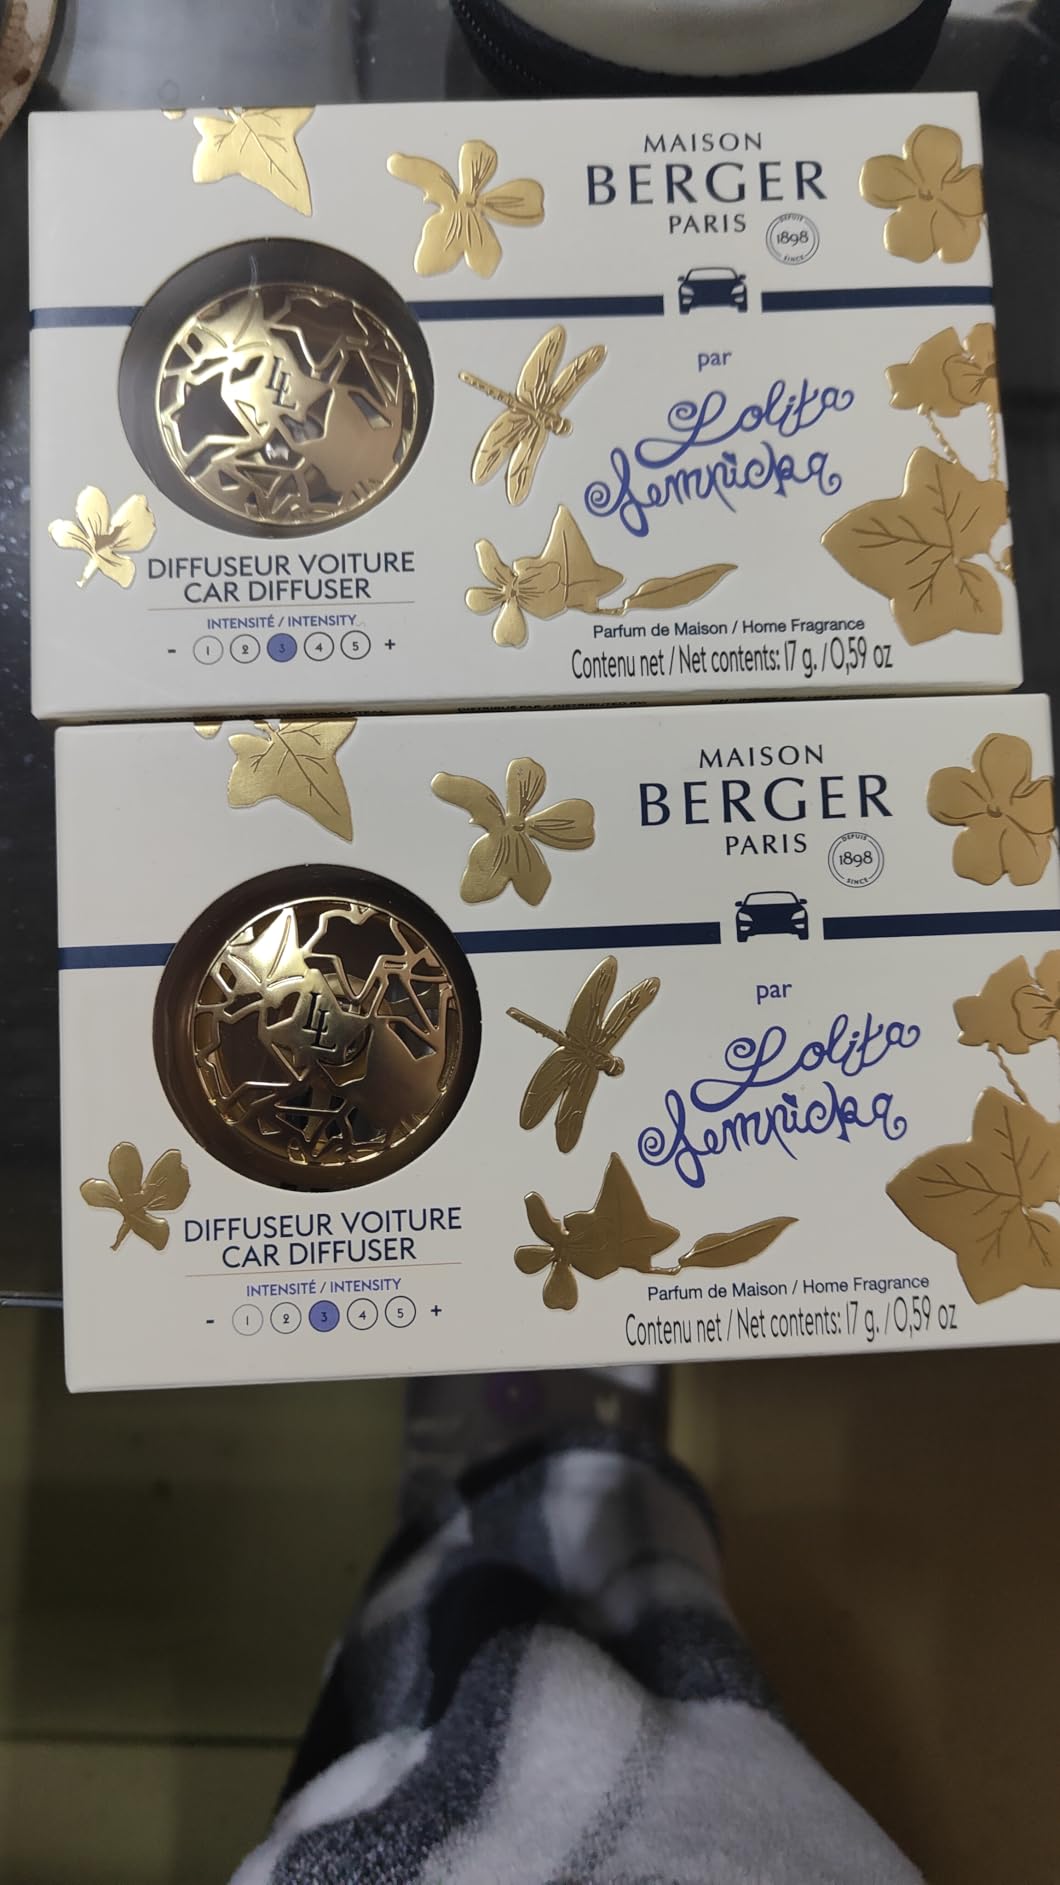 MAISON
BERGER
PARIS
DEPUIS
1898
SINCE
par
Lolita
Lempicka
LL
DIFFUSEUR VOITURE
CAR DIFFUSER
INTENSITÉ / INTENSITY
- 1 2 3 4 5 +
Parfum de Maison / Home Fragrance
Contenu net / Net contents: 17 g. / 0,59 oz
MAISON
BERGER
PARIS
DEPUIS
1898
SINCE
par
Lolita
Lempicka
LL
DIFFUSEUR VOITURE
CAR DIFFUSER
INTENSITÉ / INTENSITY
- 1 2 3 4 5 +
Parfum de Maison / Home Fragrance
Contenu net / Net contents: 17 g. / 0,59 oz